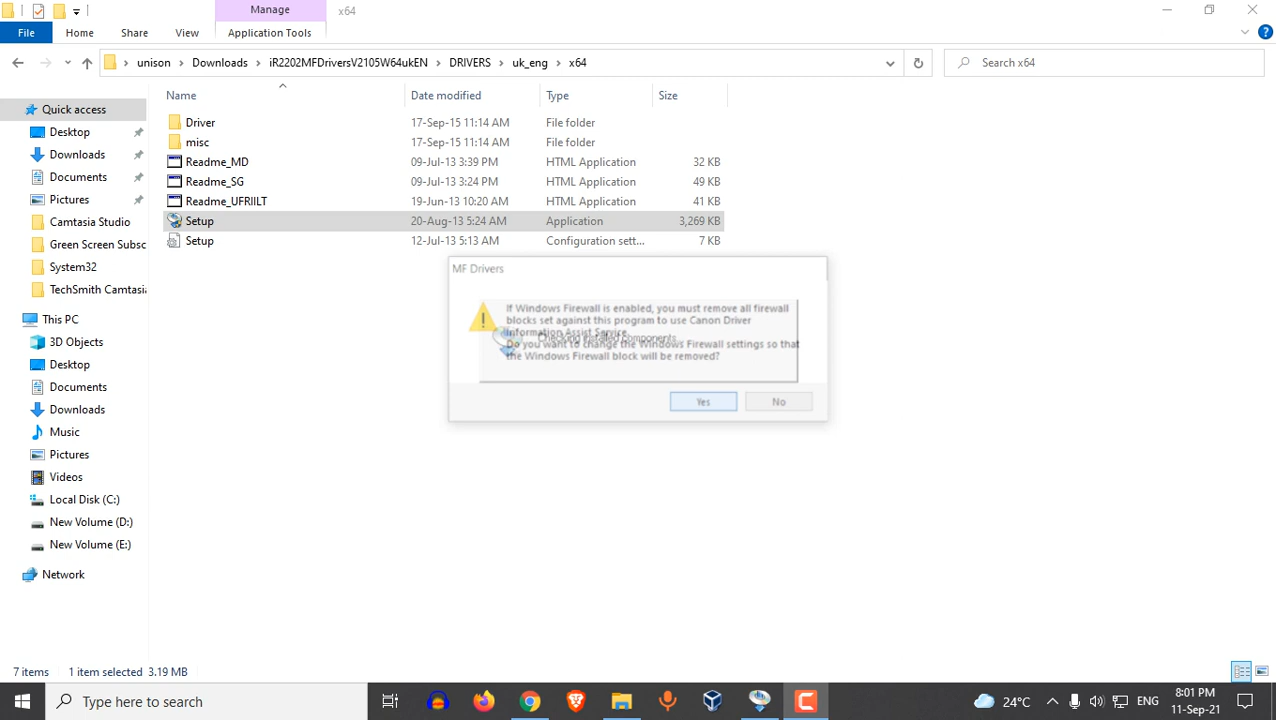 Manage
x64
File
Home
Share
View
Application Tools
unison
Downloads
iR2202MFDriversV2105W64ukEN
DRIVERS
uk_eng
x64
Search x64
Name
Date modified
Type
Size
Quick access
Desktop
Downloads
Documents
Pictures
Camtasia Studio
Green Screen Subsc
System32
TechSmith Camtasia
This PC
3D Objects
Desktop
Documents
Downloads
Music
Pictures
Videos
Local Disk (C:)
New Volume (D:)
New Volume (E:)
Network
Driver 17-Sep-15 11:14 AM File folder
misc 17-Sep-15 11:14 AM File folder
Readme_MD 09-Jul-13 3:39 PM HTML Application 32 KB
Readme_SG 09-Jul-13 3:24 PM HTML Application 49 KB
Readme_UFRIILT 19-Jun-13 10:20 AM HTML Application 41 KB
Setup 20-Aug-13 5:24 AM Application 3,269 KB
Setup 12-Jul-13 5:13 AM Configuration sett... 7 KB
MF Drivers
If Windows Firewall is enabled, you must remove all firewall
blocks set against this program to use Canon Driver
Information Assist Service.
Checking installed components...
Do you want to change the Windows Firewall settings so that
the Windows Firewall block will be removed?
Yes
No
7 items
1 item selected 3.19 MB
Type here to search
24°C
ENG
8:01 PM
11-Sep-21